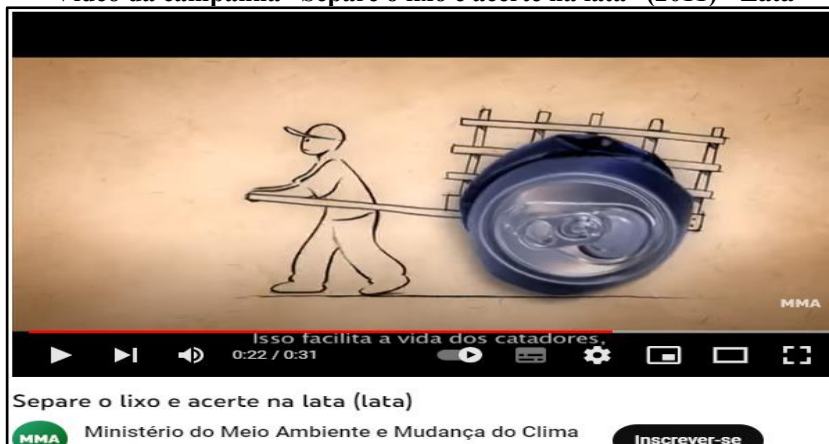 Vídeo da campanha "Separe o lixo e acerte na lata" (2011) - Lata
MMA
Isso facilita a vida dos catadores,
0:22 / 0:31
Separe o lixo e acerte na lata (lata)
MMA
Ministério do Meio Ambiente e Mudança do Clima
Inscrever-se